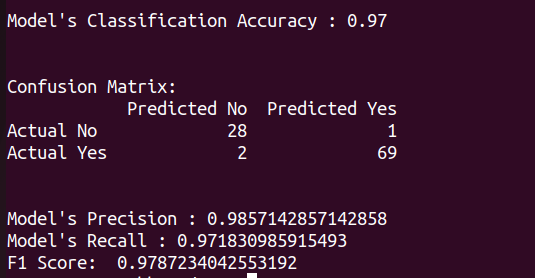 Model's Classification Accuracy : 0.97
Confusion Matrix:
Predicted No Predicted Yes
Actual No 28 1
Actual Yes 2 69
Model's Precision : 0.9857142857142858
Model's Recall : 0.971830985915493
F1 Score: 0.9787234042553192